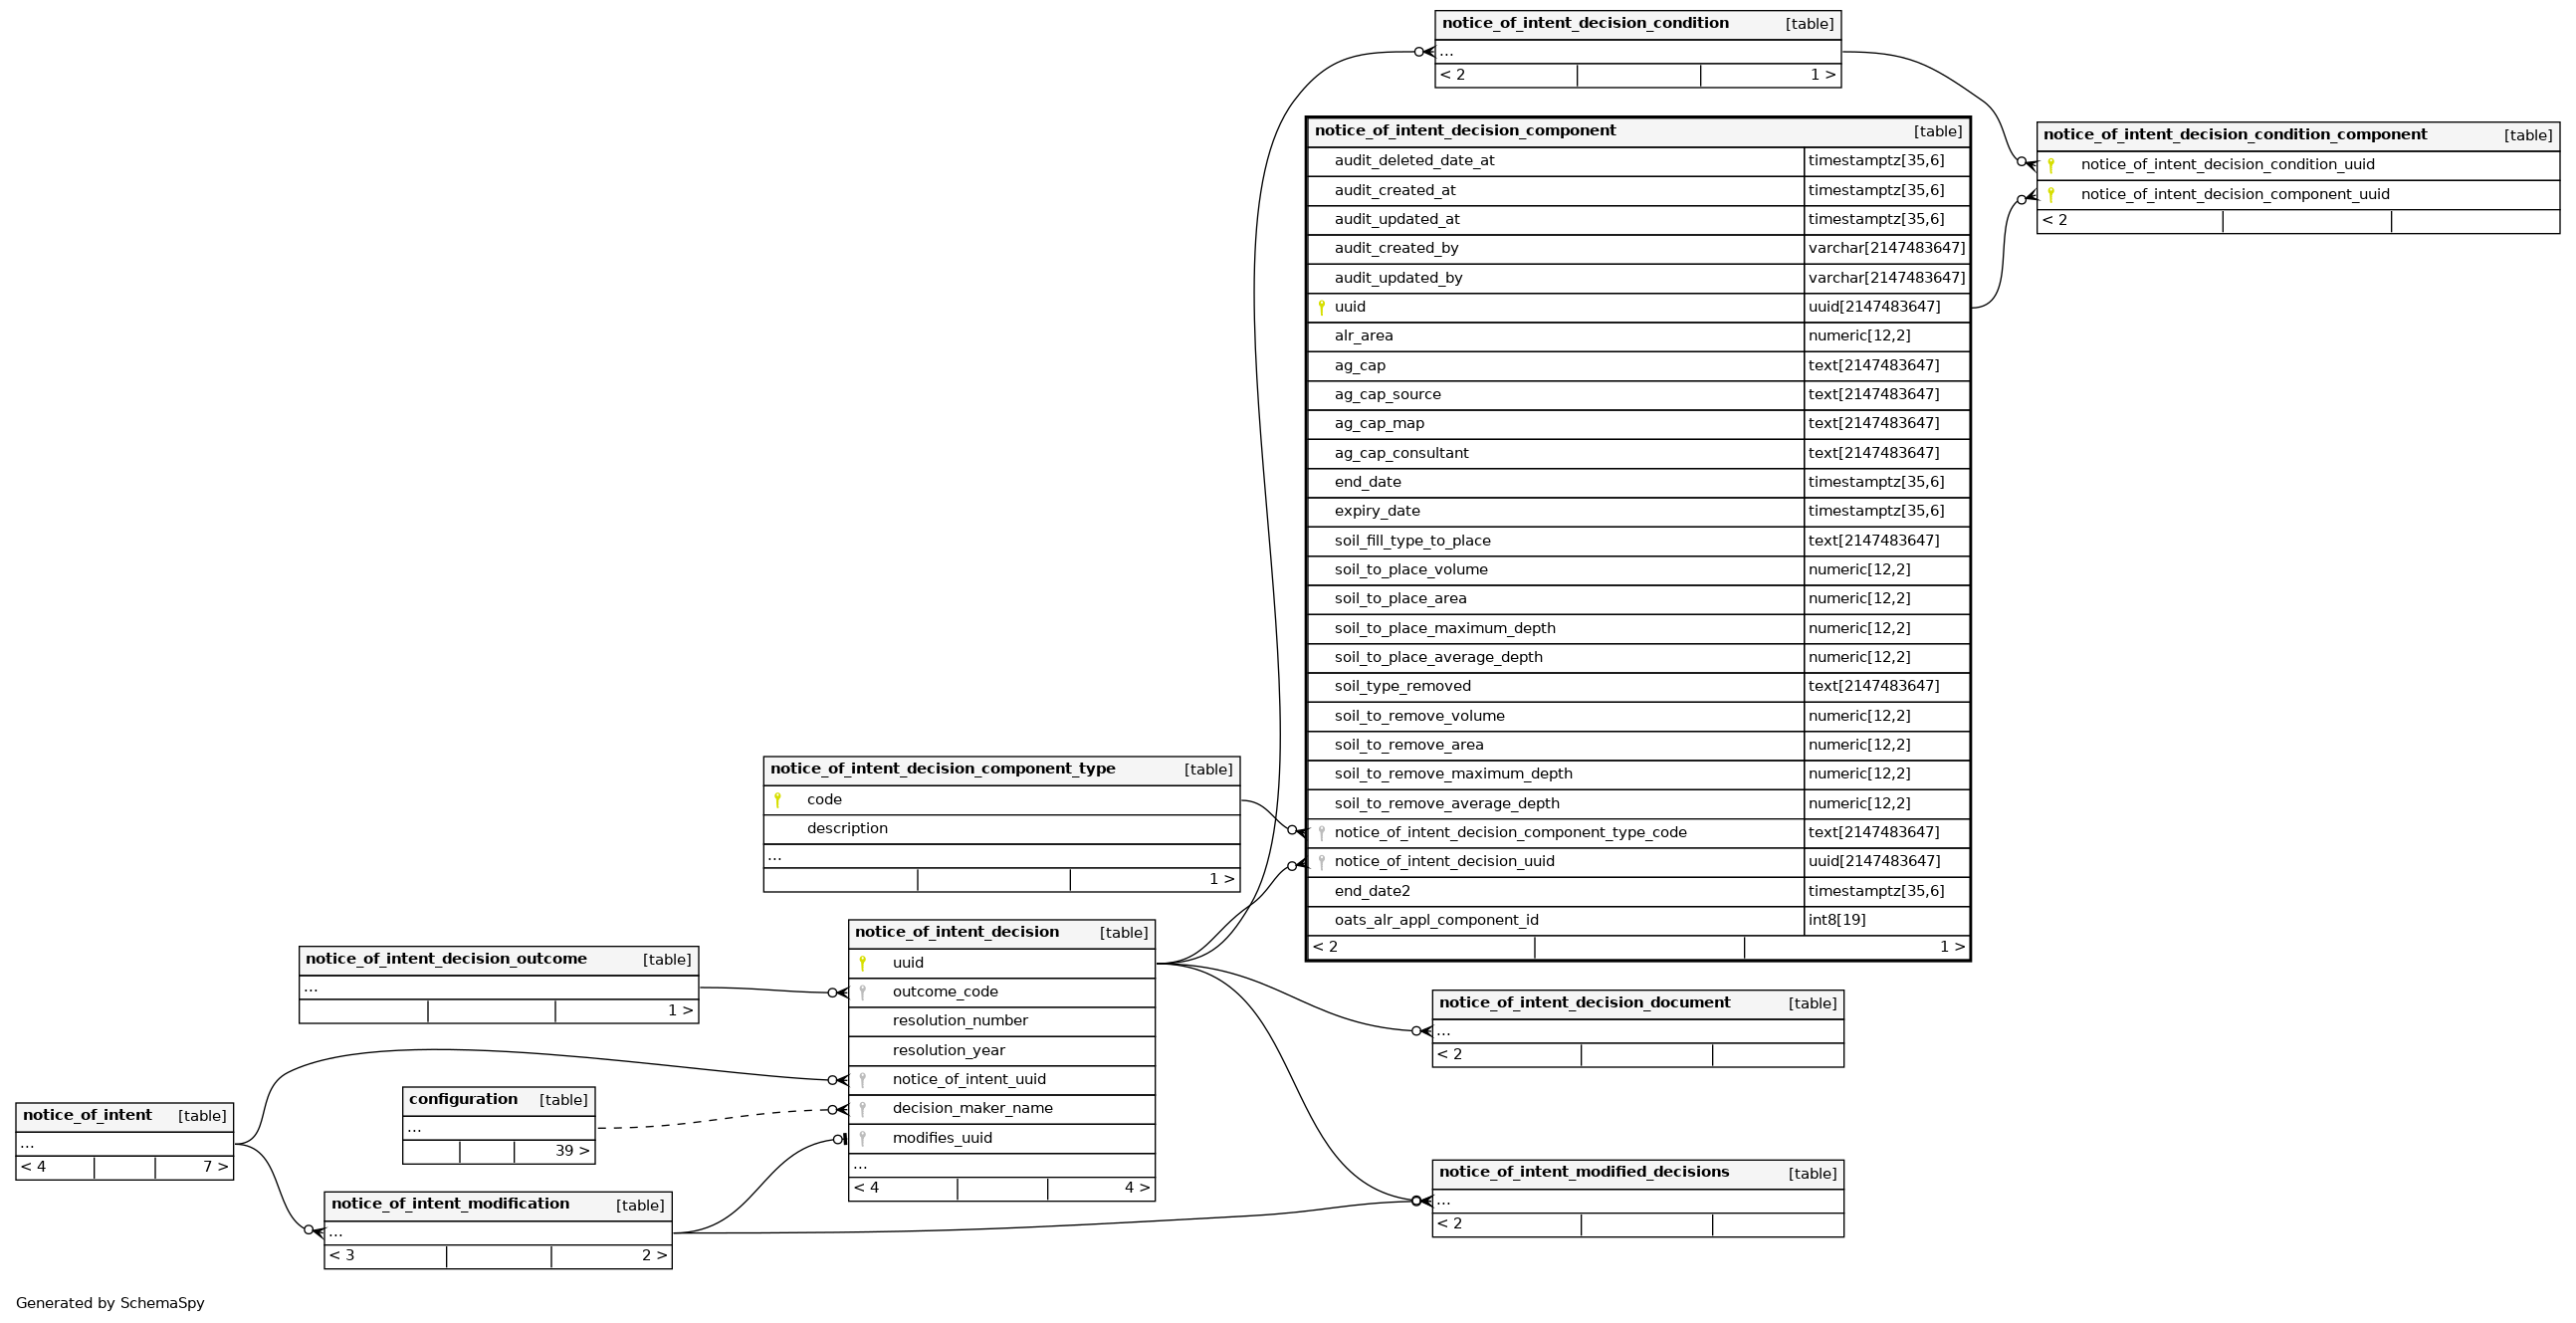 notice_of_intent_decision_condition [table]
...
< 2 1 >
notice_of_intent_decision_component [table]
audit_deleted_date_at timestamptz[35,6]
audit_created_at timestamptz[35,6]
audit_updated_at timestamptz[35,6]
audit_created_by varchar[2147483647]
audit_updated_by varchar[2147483647]
uuid uuid[2147483647]
alr_area numeric[12,2]
ag_cap text[2147483647]
ag_cap_source text[2147483647]
ag_cap_map text[2147483647]
ag_cap_consultant text[2147483647]
end_date timestamptz[35,6]
expiry_date timestamptz[35,6]
soil_fill_type_to_place text[2147483647]
soil_to_place_volume numeric[12,2]
soil_to_place_area numeric[12,2]
soil_to_place_maximum_depth numeric[12,2]
soil_to_place_average_depth numeric[12,2]
soil_type_removed text[2147483647]
soil_to_remove_volume numeric[12,2]
soil_to_remove_area numeric[12,2]
soil_to_remove_maximum_depth numeric[12,2]
soil_to_remove_average_depth numeric[12,2]
notice_of_intent_decision_component_type_code text[2147483647]
notice_of_intent_decision_uuid uuid[2147483647]
end_date2 timestamptz[35,6]
oats_alr_appl_component_id int8[19]
< 2 1 >
notice_of_intent_decision_condition_component [table]
notice_of_intent_decision_condition_uuid
notice_of_intent_decision_component_uuid
< 2
notice_of_intent_decision_component_type [table]
code
description
...
1 >
notice_of_intent_decision [table]
uuid
outcome_code
resolution_number
resolution_year
notice_of_intent_uuid
decision_maker_name
modifies_uuid
...
< 4 4 >
notice_of_intent_decision_outcome [table]
...
1 >
notice_of_intent_decision_document [table]
...
< 2
configuration [table]
...
39 >
notice_of_intent [table]
...
< 4 7 >
notice_of_intent_modified_decisions [table]
...
< 2
notice_of_intent_modification [table]
...
< 3 2 >
Generated by SchemaSpy